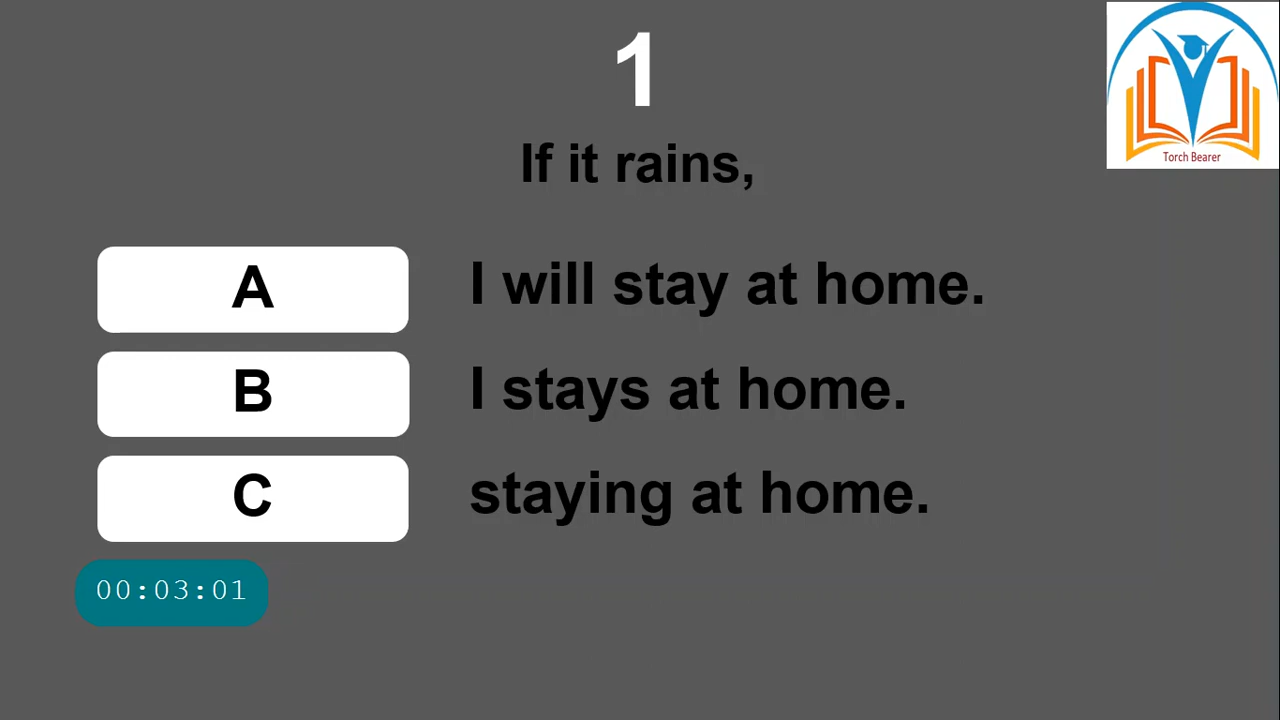 1
Torch Bearer
If it rains,
A I will stay at home.
B I stays at home.
C staying at home.
00:03:01